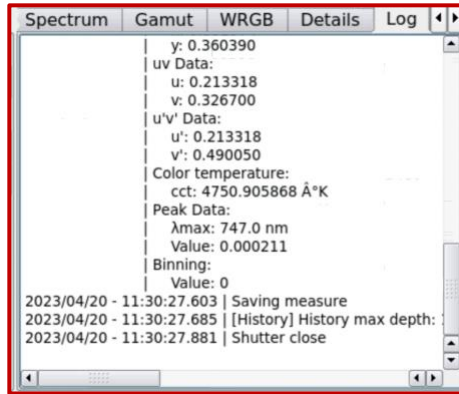 Spectrum Gamut WRGB Details Log
| y: 0.360390
| uv Data:
| u: 0.213318
| v: 0.326700
| u'v' Data:
| u': 0.213318
| v': 0.490050
| Color temperature:
| cct: 4750.905868 Â°K
| Peak Data:
| λmax: 747.0 nm
| Value: 0.000211
| Binning:
| Value: 0
2023/04/20 - 11:30:27.603 | Saving measure
2023/04/20 - 11:30:27.685 | [History] History max depth:
2023/04/20 - 11:30:27.881 | Shutter close